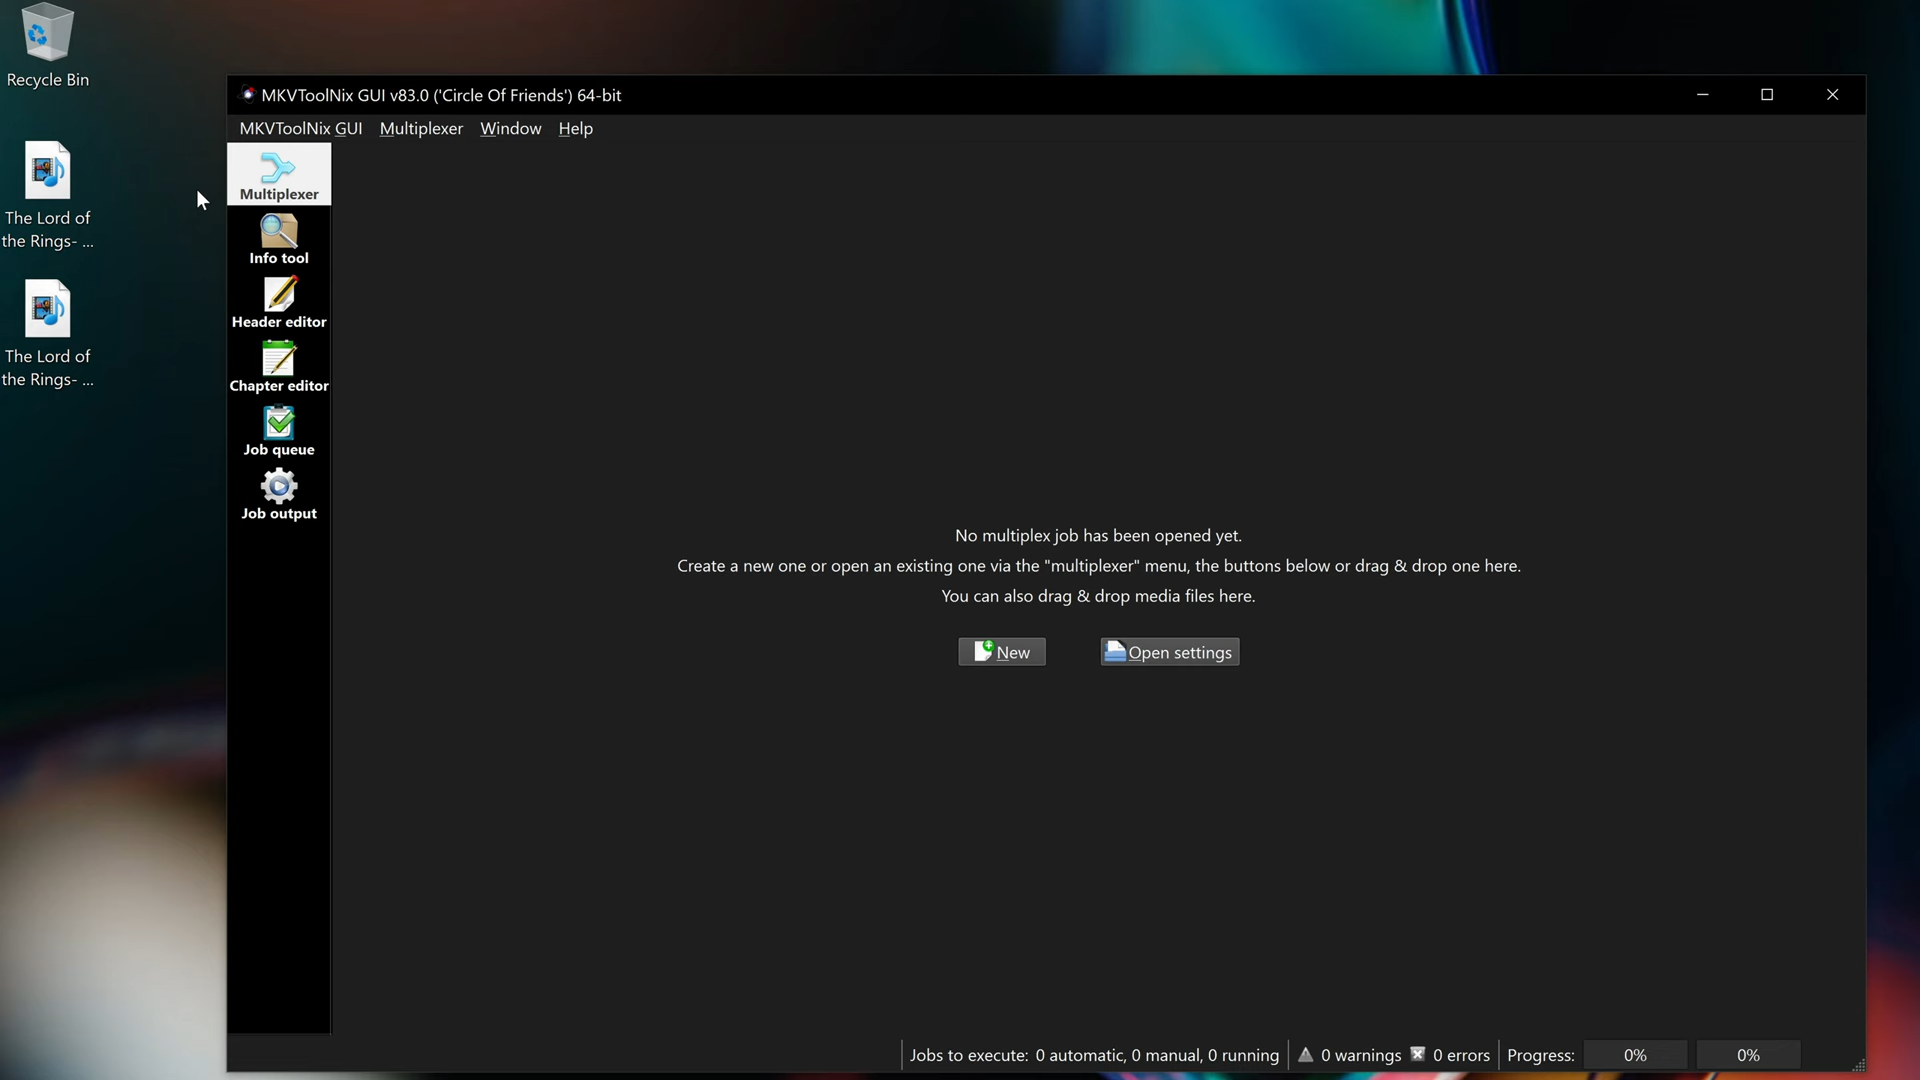 Recycle Bin
The Lord of
the Rings- ...
The Lord of
the Rings- ...
MKVToolNix GUI v83.0 ('Circle Of Friends') 64-bit
MKVToolNix GUI Multiplexer Window Help
Multiplexer
Info tool
Header editor
Chapter editor
Job queue
Job output
No multiplex job has been opened yet.
Create a new one or open an existing one via the "multiplexer" menu, the buttons below or drag & drop one here.
You can also drag & drop media files here.
New Open settings
Jobs to execute: 0 automatic, 0 manual, 0 running 0 warnings 0 errors Progress: 0% 0%